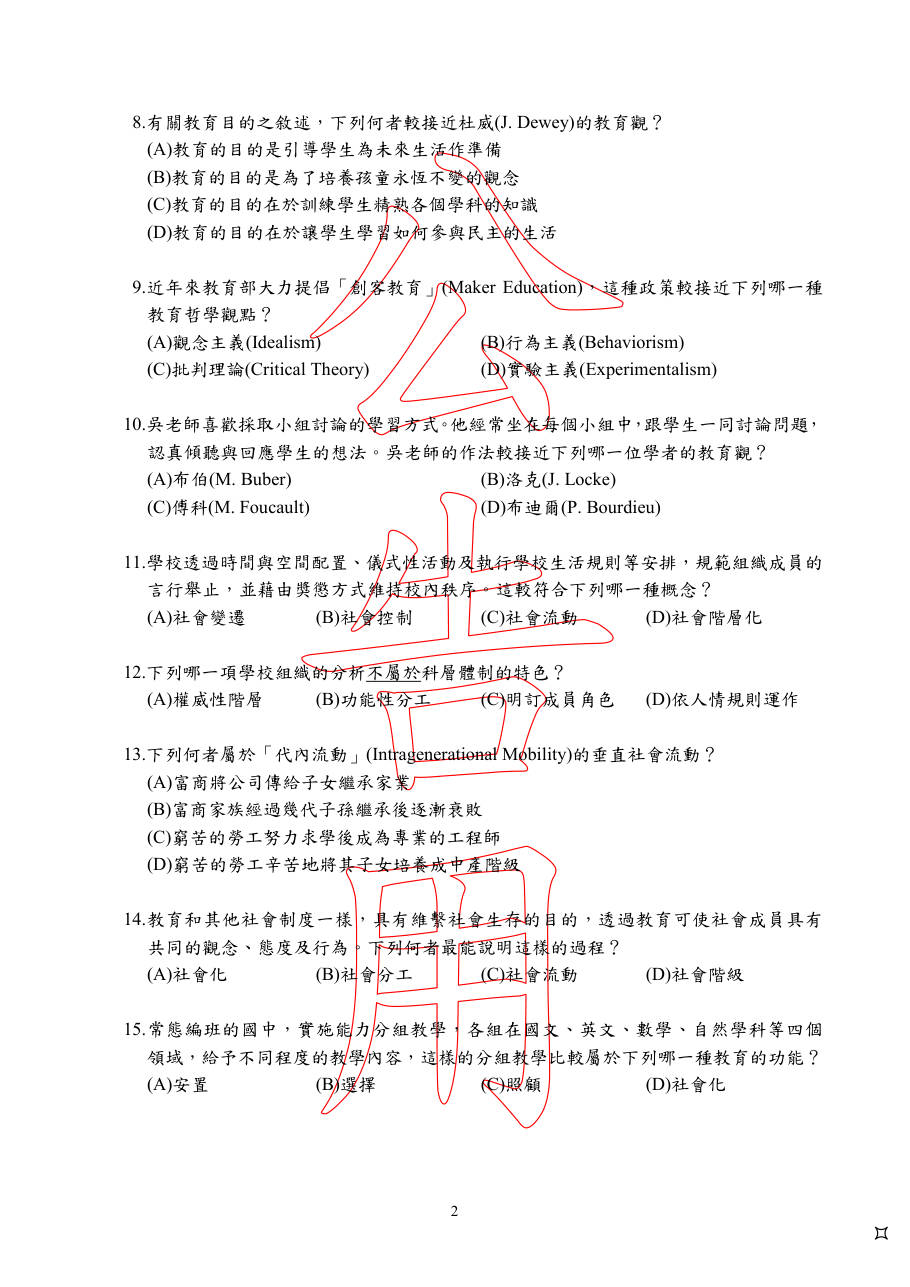 8.有關教育目的之敘述，下列何者較接近杜威(J. Dewey)的教育觀？
(A)教育的目的是引導學生為未來生活作準備
(B)教育的目的是為了培養孩童永恆不變的觀念
(C)教育的目的在於訓練學生精熟各個學科的知識
(D)教育的目的在於讓學生學習如何參與民主的生活
9.近年來教育部大力提倡「創客教育」(Maker Education)，這種政策較接近下列哪一種
教育哲學觀點？
(A)觀念主義(Idealism) (B)行為主義(Behaviorism)
(C)批判理論(Critical Theory) (D)實驗主義(Experimentalism)
10.吳老師喜歡採取小組討論的學習方式。他經常坐在每個小組中，跟學生一同討論問題，
認真傾聽與回應學生的想法。吳老師的作法較接近下列哪一位學者的教育觀？
(A)布伯(M. Buber) (B)洛克(J. Locke)
(C)傅科(M. Foucault) (D)布迪爾(P. Bourdieu)
11.學校透過時間與空間配置、儀式性活動及執行學校生活規則等安排，規範組織成員的
言行舉止，並藉由獎懲方式維持校內秩序。這較符合下列哪一種概念？
(A)社會變遷 (B)社會控制 (C)社會流動 (D)社會階層化
12.下列哪一項學校組織的分析不屬於科層體制的特色？
(A)權威性階層 (B)功能性分工 (C)明訂成員角色 (D)依人情規則運作
13.下列何者屬於「代內流動」(Intragenerational Mobility)的垂直社會流動？
(A)富商將公司傳給子女繼承家業
(B)富商家族經過幾代子孫繼承後逐漸衰敗
(C)窮苦的勞工努力求學後成為專業的工程師
(D)窮苦的勞工辛苦地將其子女培養成中產階級
14.教育和其他社會制度一樣，具有維繫社會生存的目的，透過教育可使社會成員具有
共同的觀念、態度及行為。下列何者最能說明這樣的過程？
(A)社會化 (B)社會分工 (C)社會流動 (D)社會階級
15.常態編班的國中，實施能力分組教學，各組在國文、英文、數學、自然學科等四個
領域，給予不同程度的教學內容，這樣的分組教學比較屬於下列哪一種教育的功能？
(A)安置 (B)選擇 (C)照顧 (D)社會化
公告用
2